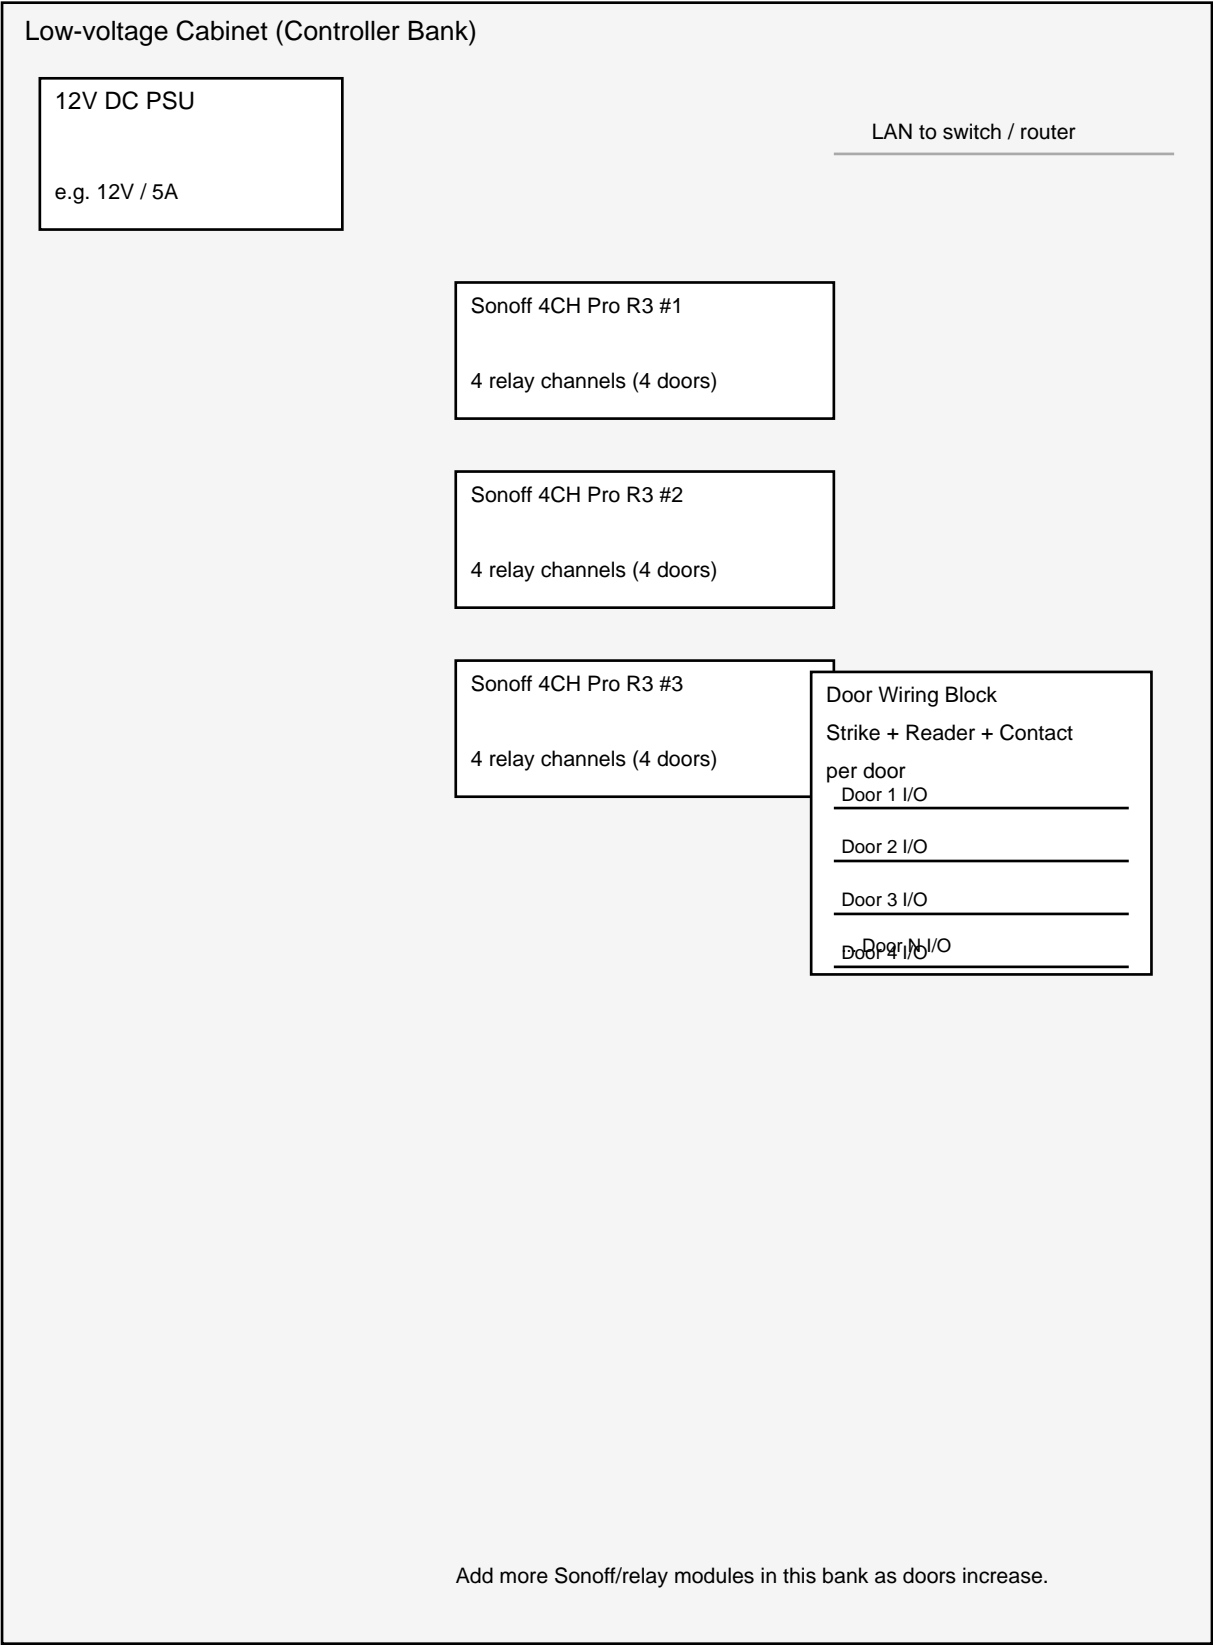 Low-voltage Cabinet (Controller Bank)
12V DC PSU
e.g. 12V / 5A
LAN to switch / router
Sonoff 4CH Pro R3 #1
4 relay channels (4 doors)
Sonoff 4CH Pro R3 #2
4 relay channels (4 doors)
Sonoff 4CH Pro R3 #3
4 relay channels (4 doors)
Door Wiring Block
Strike + Reader + Contact
per door
Door 1 I/O
Door 2 I/O
Door 3 I/O
... Door N I/O
Door 4 I/O
Add more Sonoff/relay modules in this bank as doors increase.